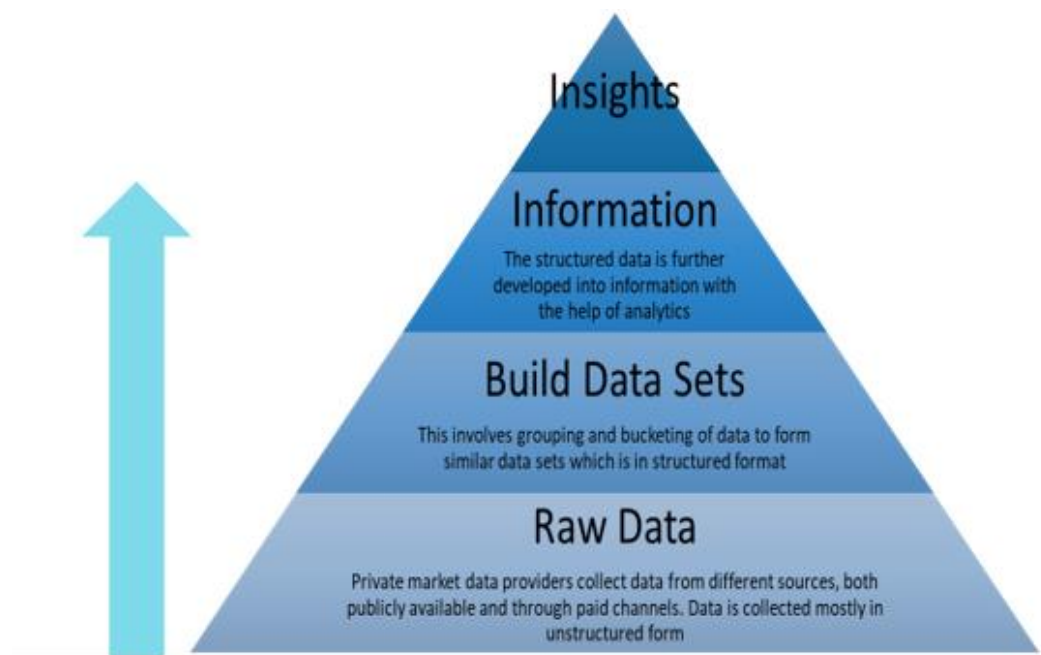 Insights
Information
The structured data is further
developed into information with
the help of analytics
Build Data Sets
This involves grouping and bucketing of data to form
similar data sets which is in structured format
Raw Data
Private market data providers collect data from different sources, both
publicly available and through paid channels. Data is collected mostly in
unstructured form